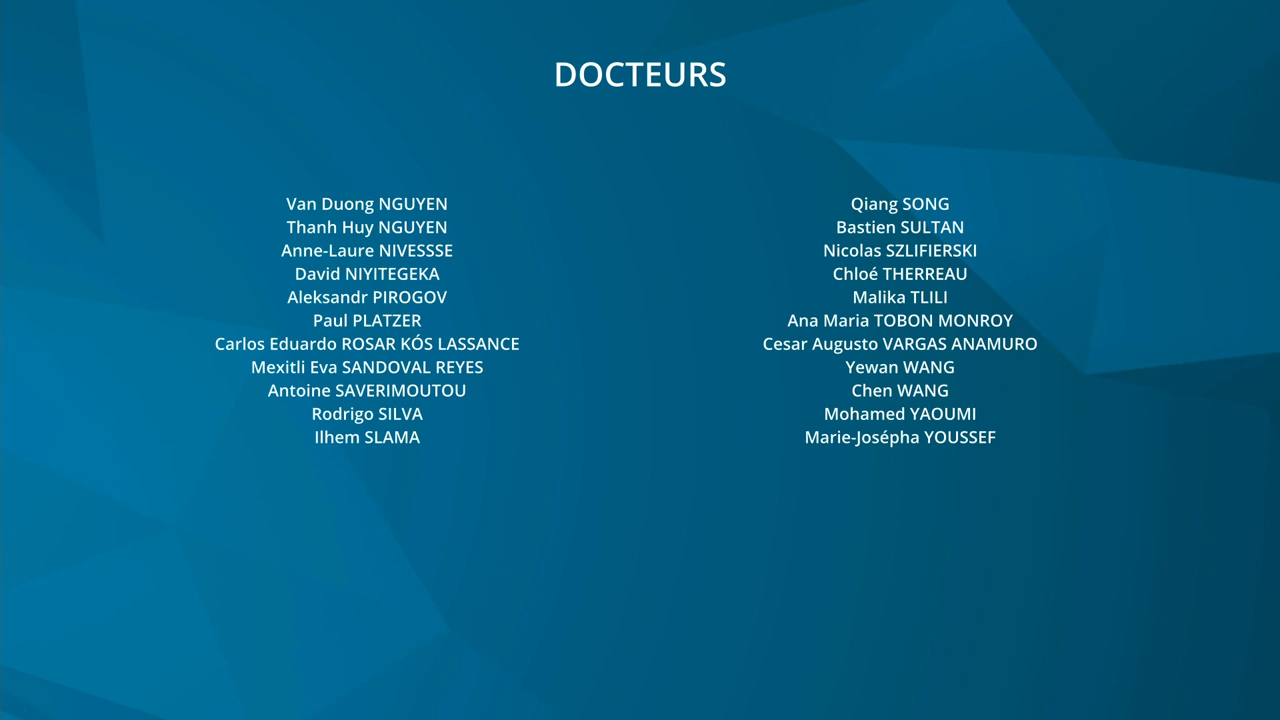 DOCTEURS
Van Duong NGUYEN
Thanh Huy NGUYEN
Anne-Laure NIVESSSE
David NIYITEGEKA
Aleksandr PIROGOV
Paul PLATZER
Carlos Eduardo ROSAR KÓS LASSANCE
Mexitli Eva SANDOVAL REYES
Antoine SAVERIMOUTOU
Rodrigo SILVA
Ilhem SLAMA
Qiang SONG
Bastien SULTAN
Nicolas SZLIFIERSKI
Chloé THERREAU
Malika TLILI
Ana Maria TOBON MONROY
Cesar Augusto VARGAS ANAMURO
Yewan WANG
Chen WANG
Mohamed YAOUMI
Marie-Josépha YOUSSEF